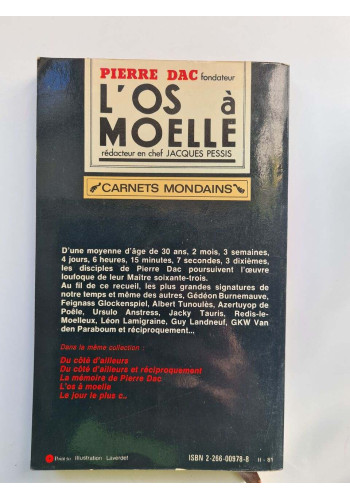 PIERRE DAC fondateur
L'OS à
MOELLE
rédacteur en chef JACQUES PESSIS
CARNETS MONDAINS
D'une moyenne d'âge de 30 ans, 2 mois, 3 semaines,
4 jours, 6 heures, 15 minutes, 7 secondes, 3 dixièmes,
les disciples de Pierre Dac poursuivent l'œuvre
loufoque de leur Maître soixante-trois.
Au fil de ce recueil, les plus grandes signatures de
notre temps et même des autres, Gédéon Burnemauve,
Feignass Glockenspiel, Albert Tunoulès, Azertuyop de
Poële, Ursulo Anstress, Jacky Tauris, Redis-le-
Moelleux, Léon Lamigraine, Guy Landneuf, GKW Van
den Paraboum et réciproquement...
Dans la même collection :
Du côté d'ailleurs
Du côté d'ailleurs et réciproquement
La mémoire de Pierre Dac
L'os à moelle
Le jour le plus c..
Illustration Laverdet
ISBN 2-266-00978-8
II - 81